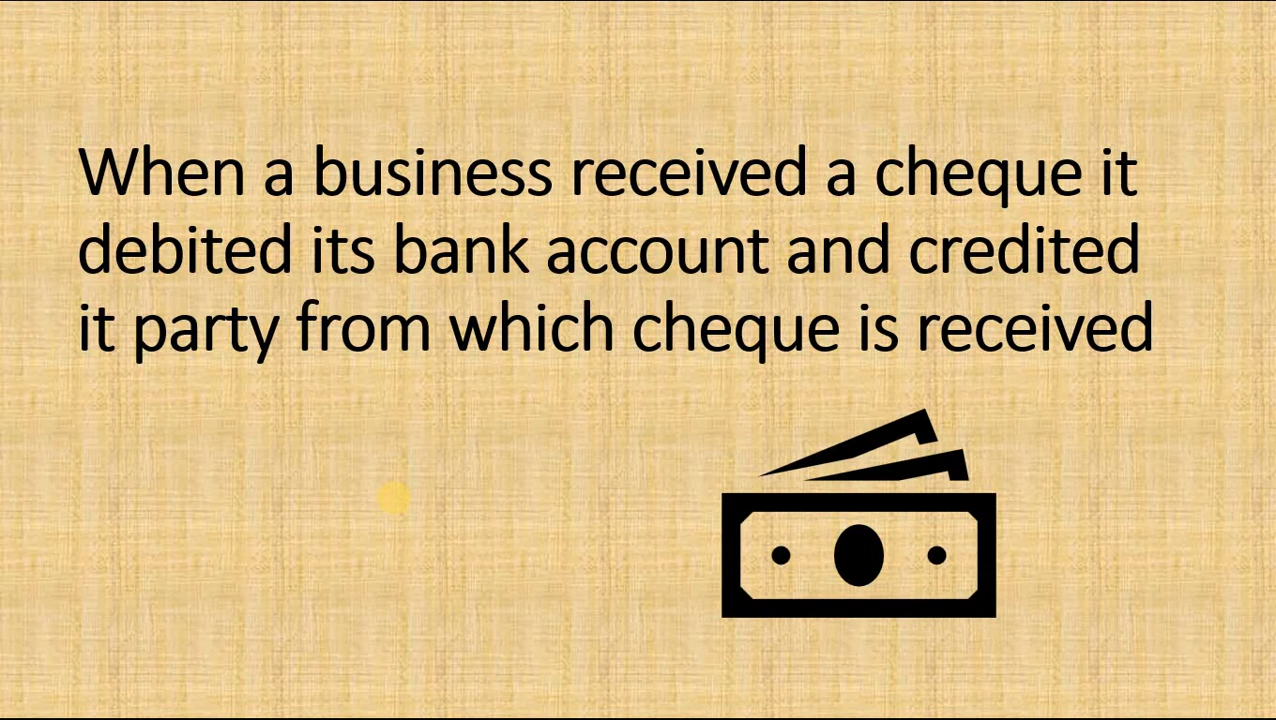 When a business received a cheque it
debited its bank account and credited
it party from which cheque is received